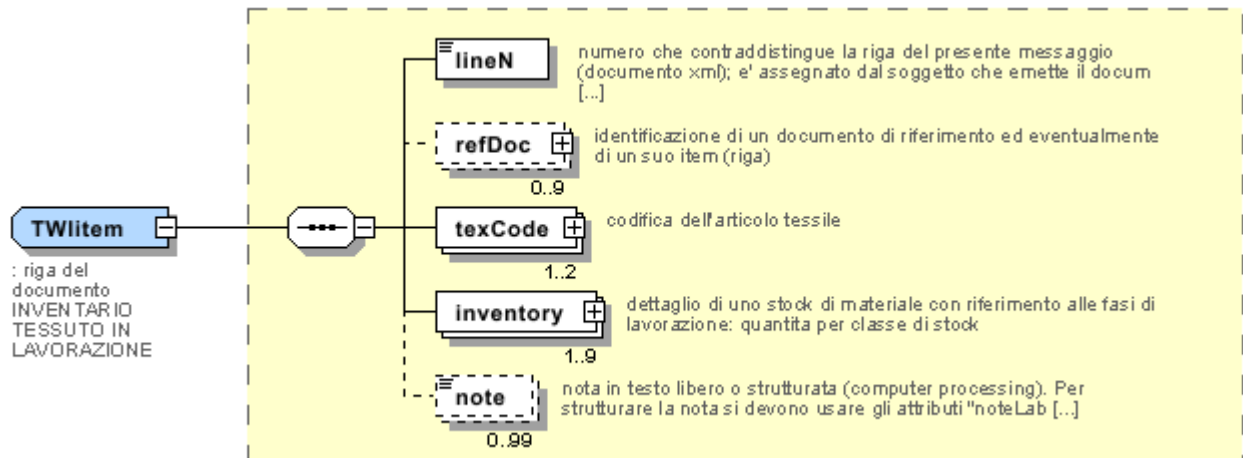 lineN
numero che contraddistingue la riga del presente messaggio
(documento xml); e' assegnato dal soggetto che emette il docum
[...]
refDoc
identificazione di un documento di riferimento ed eventualmente
di un suo item (riga)
0..9
TWIitem
: riga del
documento
INVENTARIO
TESSUTO IN
LAVORAZIONE
texCode
codifica dell'articolo tessile
1..2
inventory
dettaglio di uno stock di materiale con riferimento alle fasi di
lavorazione: quantita per classe di stock
1..9
note
nota in testo libero o strutturata (computer processing). Per
strutturare la nota si devono usare gli attributi "noteLab [...]
0..99